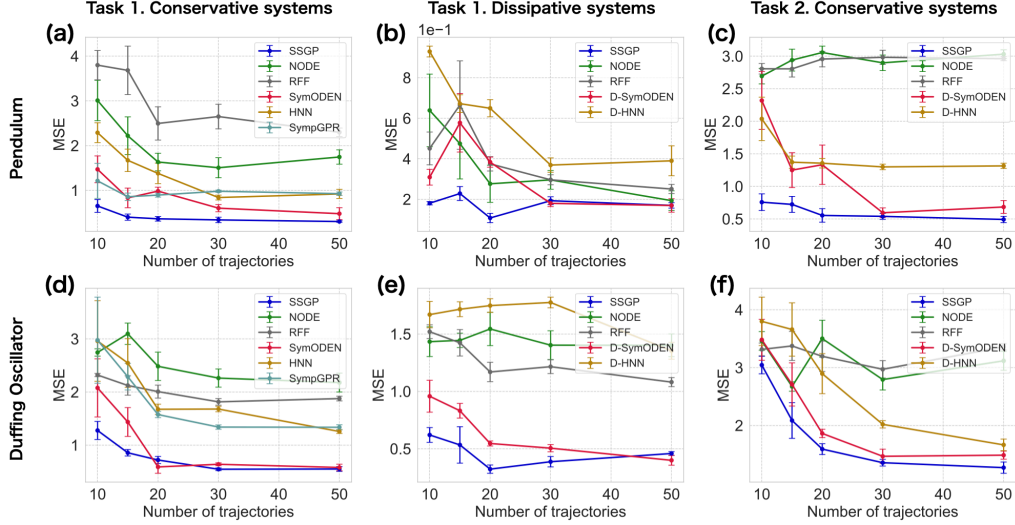 Task 1. Conservative systems
Task 1. Dissipative systems
Task 2. Conservative systems
Pendulum
(a)
MSE
4
3
2
1
10 20 30 40 50
Number of trajectories
SSGP
NODE
RFF
SymODEN
HNN
SympGPR
(b)
1e−1
MSE
8
6
4
2
10 20 30 40 50
Number of trajectories
SSGP
NODE
RFF
D-SymODEN
D-HNN
(c)
MSE
3.0
2.5
2.0
1.5
1.0
0.5
10 20 30 40 50
Number of trajectories
SSGP
NODE
RFF
D-SymODEN
D-HNN
Duffing Oscillator
(d)
MSE
3
2
1
10 20 30 40 50
Number of trajectories
SSGP
NODE
RFF
SymODEN
HNN
SympGPR
(e)
MSE
1.5
1.0
0.5
10 20 30 40 50
Number of trajectories
SSGP
NODE
RFF
D-SymODEN
D-HNN
(f)
MSE
4
3
2
10 20 30 40 50
Number of trajectories
SSGP
NODE
RFF
D-SymODEN
D-HNN